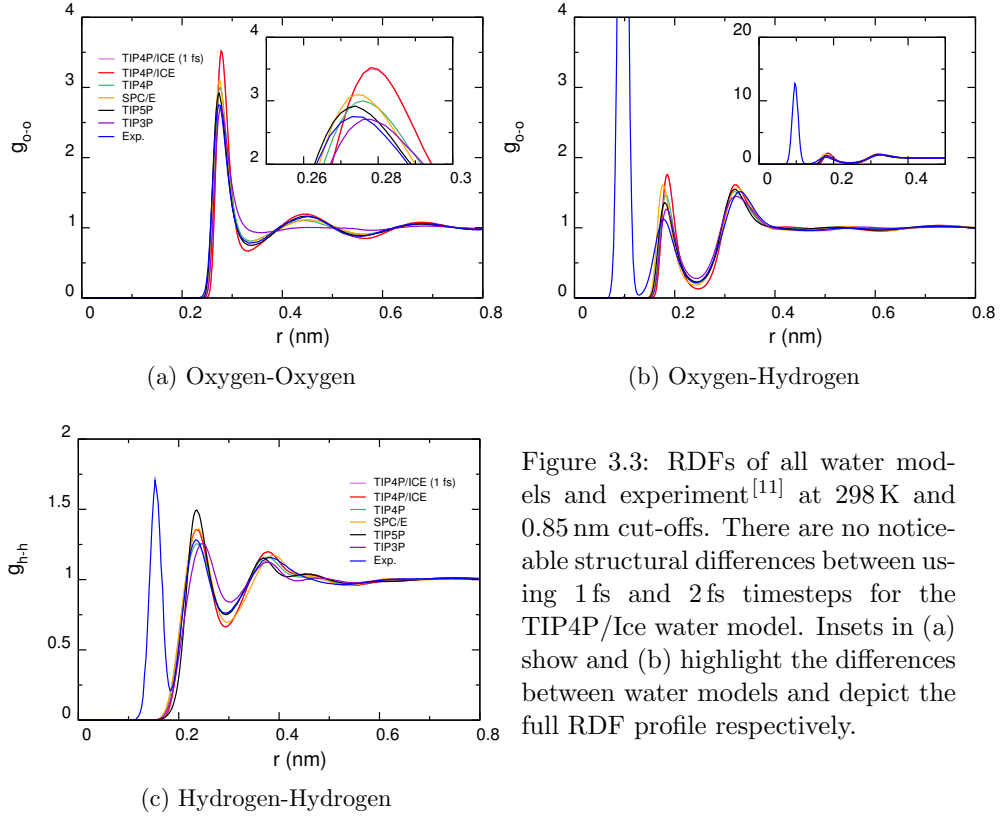 4
3
2
1
0
g o-o
TIP4P/ICE (1 fs)
TIP4P/ICE
TIP4P
SPC/E
TIP5P
TIP3P
Exp.
4
3
2
0.26
0.28
0.3
0
0.2
0.4
0.6
0.8
r (nm)
(a) Oxygen-Oxygen
4
3
2
1
0
g o-o
20
10
0
0
0.2
0.4
0
0.2
0.4
0.6
0.8
r (nm)
(b) Oxygen-Hydrogen
2
1.5
1
0.5
0
g h-h
TIP4P/ICE (1 fs)
TIP4P/ICE
TIP4P
SPC/E
TIP5P
TIP3P
Exp.
0
0.2
0.4
0.6
0.8
r (nm)
(c) Hydrogen-Hydrogen
Figure 3.3: RDFs of all water mod-
els and experiment[11] at 298 K and
0.85 nm cut-offs. There are no notice-
able structural differences between us-
ing 1 fs and 2 fs timesteps for the
TIP4P/Ice water model. Insets in (a)
show and (b) highlight the differences
between water models and depict the
full RDF profile respectively.